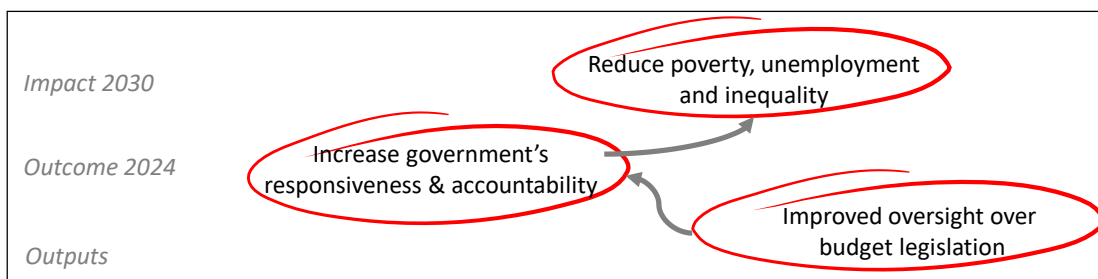 Impact 2030
Reduce poverty, unemployment
and inequality
Outcome 2024
Increase government’s
responsiveness & accountability
Improved oversight over
budget legislation
Outputs